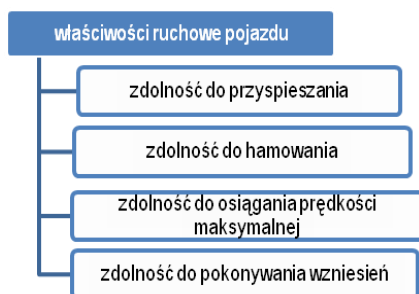 właściwości ruchowe pojazdu
zdolność do przyspieszania
zdolność do hamowania
zdolność do osiągania prędkości
maksymalnej
zdolność do pokonywania wzniesień